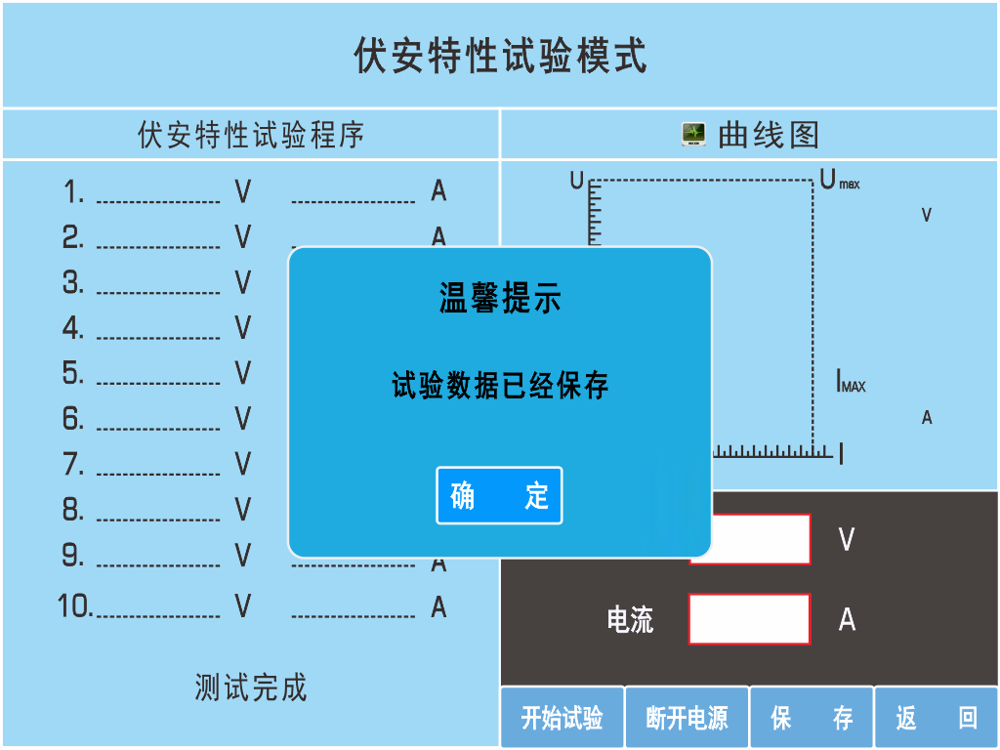 伏安特性试验模式
伏安特性试验程序
曲线图
1. V A
2. V A
3. V
4. V
5. V
6. V
7. V
8. V
9. V A
10. V A
测试完成
U
Umax
V
IMAX
A
I
温馨提示
试验数据已经保存
确 定
V
电流 A
开始试验 断开电源 保 存 返 回